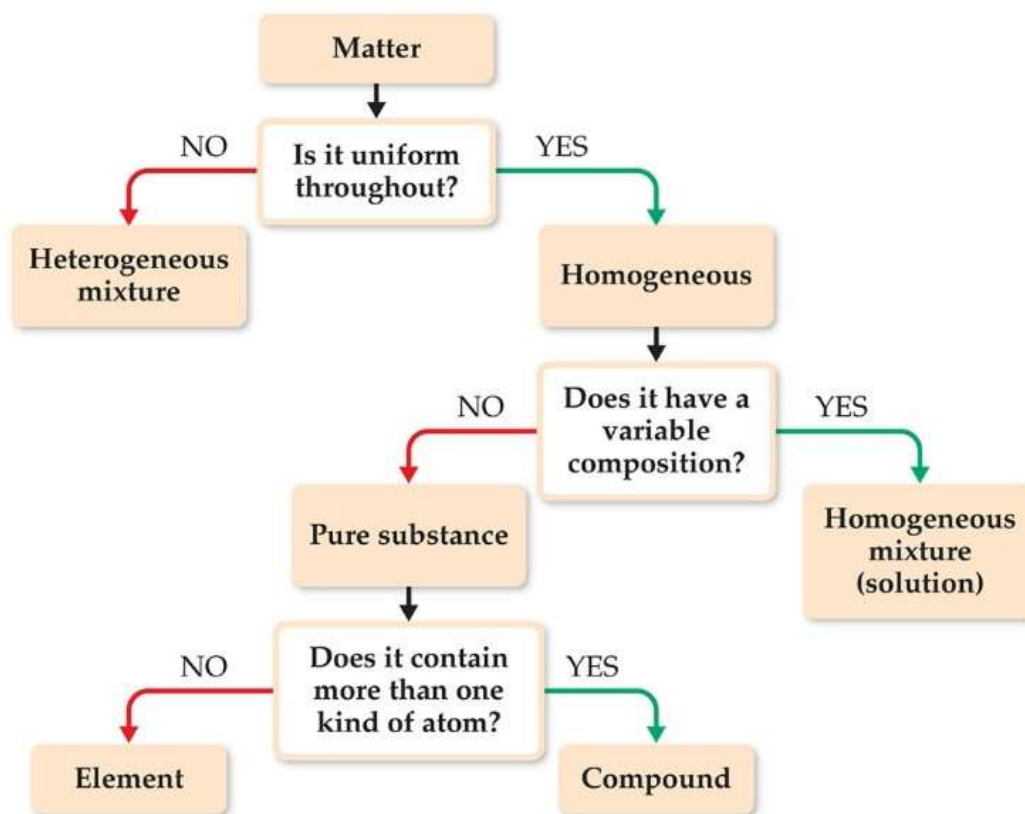 Matter
NO
Is it uniform
throughout?
YES
Heterogeneous
mixture
Homogeneous
NO
Does it have a
variable
composition?
YES
Pure substance
Homogeneous
mixture
(solution)
NO
Does it contain
more than one
kind of atom?
YES
Element
Compound